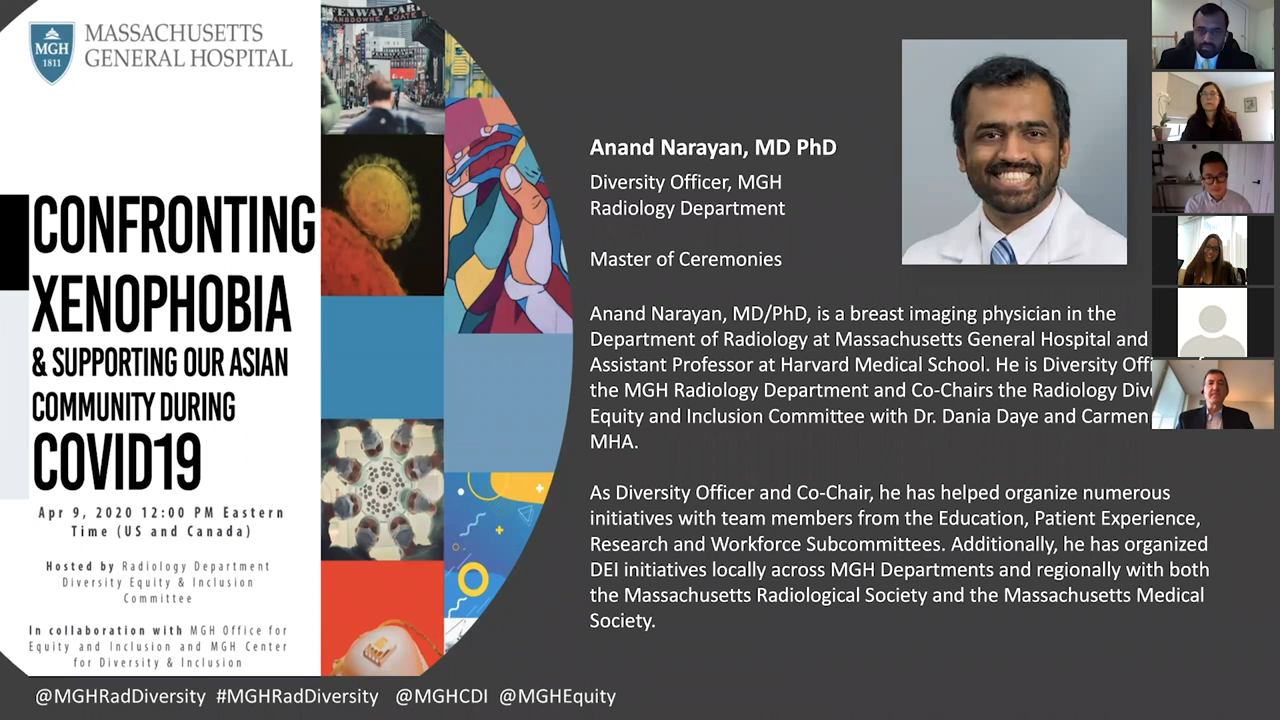 MASSACHUSETTS
GENERAL HOSPITAL
MGH
1811
CONFRONTING
XENOPHOBIA
& SUPPORTING OUR ASIAN
COMMUNITY DURING
COVID19
Apr 9, 2020 12:00 PM Eastern
Time (US and Canada)
Hosted by Radiology Department
Diversity Equity & Inclusion
Committee
In collaboration with MGH Office for
Equity and Inclusion and MGH Center
for Diversity & Inclusion
FENWAY PARK
LANSDOWNE & GATE E
Anand Narayan, MD PhD
Diversity Officer, MGH
Radiology Department
Master of Ceremonies
Anand Narayan, MD/PhD, is a breast imaging physician in the
Department of Radiology at Massachusetts General Hospital and
Assistant Professor at Harvard Medical School. He is Diversity Offi
the MGH Radiology Department and Co-Chairs the Radiology Dive
Equity and Inclusion Committee with Dr. Dania Daye and Carmen
MHA.
As Diversity Officer and Co-Chair, he has helped organize numerous
initiatives with team members from the Education, Patient Experience,
Research and Workforce Subcommittees. Additionally, he has organized
DEI initiatives locally across MGH Departments and regionally with both
the Massachusetts Radiological Society and the Massachusetts Medical
Society.
@MGHRadDiversity #MGHRadDiversity @MGHCDI @MGHEquity